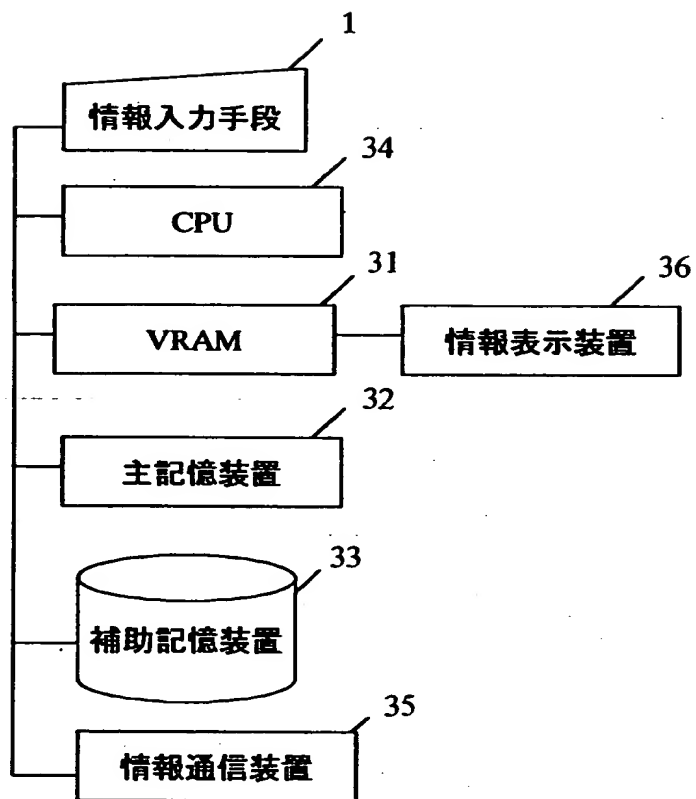 1
情報入力手段
34
CPU
31
36
VRAM
情報表示装置
32
主記憶装置
33
補助記憶装置
35
情報通信装置